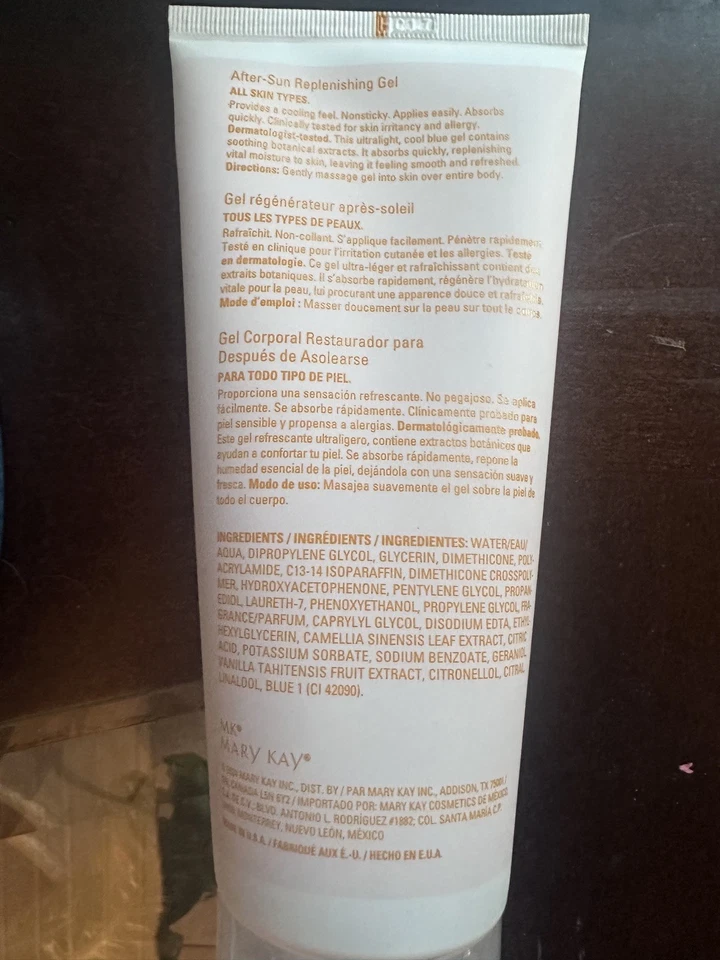 After-Sun Replenishing Gel
ALL SKIN TYPES.
Provides a cooling feel. Nonsticky. Applies easily. Absorbs
quickly. Clinically tested for skin irritancy and allergy.
Dermatologist-tested. This ultralight, cool blue gel contains
soothing botanical extracts. It absorbs quickly, replenishing
vital moisture to skin, leaving it feeling smooth and refreshed.
Directions: Gently massage gel into skin over entire body.
Gel régénérateur après-soleil
TOUS LES TYPES DE PEAUX.
Rafraîchit. Non-collant. S'applique facilement. Pénètre rapidement.
Testé en clinique pour l'irritation cutanée et les allergies. Testé
en dermatologie. Ce gel ultra-léger et rafraîchissant contient des
extraits botaniques. Il s'absorbe rapidement, régénère l'hydratation
vitale pour la peau, lui procurant une apparence douce et rafraîchie.
Mode d'emploi : Masser doucement sur la peau sur tout le corps.
Gel Corporal Restaurador para
Después de Asolearse
PARA TODO TIPO DE PIEL.
Proporciona una sensación refrescante. No pegajoso. Se aplica
fácilmente. Se absorbe rápidamente. Clínicamente probado para
piel sensible y propensa a alergias. Dermatológicamente probado.
Este gel refrescante ultraligero, contiene extractos botánicos que
ayudan a confortar tu piel. Se absorbe rápidamente, repone la
humedad esencial de la piel, dejándola con una sensación suave y
fresca. Modo de uso: Masajea suavemente el gel sobre la piel de
todo el cuerpo.
INGREDIENTS / INGRÉDIENTS / INGREDIENTES: WATER/EAU/
AQUA, DIPROPYLENE GLYCOL, GLYCERIN, DIMETHICONE, POLY-
ACRYLAMIDE, C13-14 ISOPARAFFIN, DIMETHICONE CROSSPOLY-
MER, HYDROXYACETOPHENONE, PENTYLENE GLYCOL, PROPAN-
EDIOL, LAURETH-7, PHENOXYETHANOL, PROPYLENE GLYCOL, FRA-
GRANCE/PARFUM, CAPRYLYL GLYCOL, DISODIUM EDTA, ETHYL-
HEXYLGLYCERIN, CAMELLIA SINENSIS LEAF EXTRACT, CITRIC
ACID, POTASSIUM SORBATE, SODIUM BENZOATE, GERANIOL,
VANILLA TAHITENSIS FRUIT EXTRACT, CITRONELLOL, CITRAL,
LINALOOL, BLUE 1 (CI 42090).
MK®
MARY KAY®
MARY KAY INC., DIST. BY / PAR MARY KAY INC., ADDISON, TX 75001 /
CANADA L5N 6Y2 / IMPORTADO POR: MARY KAY COSMETICS DE MÉXICO,
S.A. DE C.V.; BLVD. ANTONIO L. RODRÍGUEZ #1882; COL. SANTA MARÍA C.P.
MONTERREY, NUEVO LEÓN, MÉXICO
MADE IN U.S.A. / FABRIQUÉ AUX É.-U. / HECHO EN E.U.A.